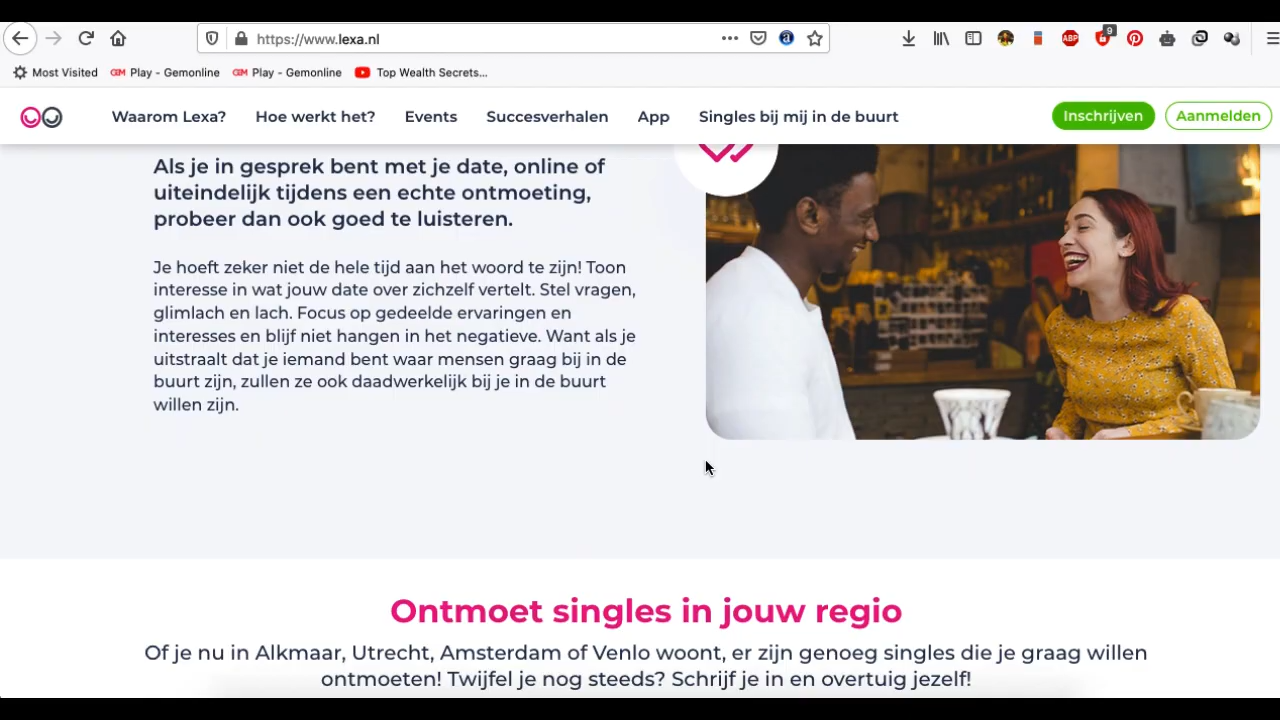 https://www.lexa.nl
ABP
9
Most Visited
GEM Play - Gemonline
GEM Play - Gemonline
Top Wealth Secrets...
Waarom Lexa?
Hoe werkt het?
Events
Succesverhalen
App
Singles bij mij in de buurt
Inschrijven
Aanmelden
Als je in gesprek bent met je date, online of
uiteindelijk tijdens een echte ontmoeting,
probeer dan ook goed te luisteren.
Je hoeft zeker niet de hele tijd aan het woord te zijn! Toon
interesse in wat jouw date over zichzelf vertelt. Stel vragen,
glimlach en lach. Focus op gedeelde ervaringen en
interesses en blijf niet hangen in het negatieve. Want als je
uitstraalt dat je iemand bent waar mensen graag bij in de
buurt zijn, zullen ze ook daadwerkelijk bij je in de buurt
willen zijn.
Ontmoet singles in jouw regio
Of je nu in Alkmaar, Utrecht, Amsterdam of Venlo woont, er zijn genoeg singles die je graag willen
ontmoeten! Twijfel je nog steeds? Schrijf je in en overtuig jezelf!